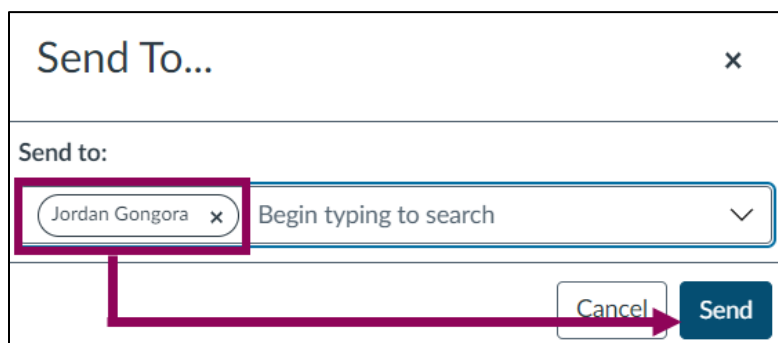 Send To...
×
Send to:
Jordan Gongora × Begin typing to search
Cancel Send